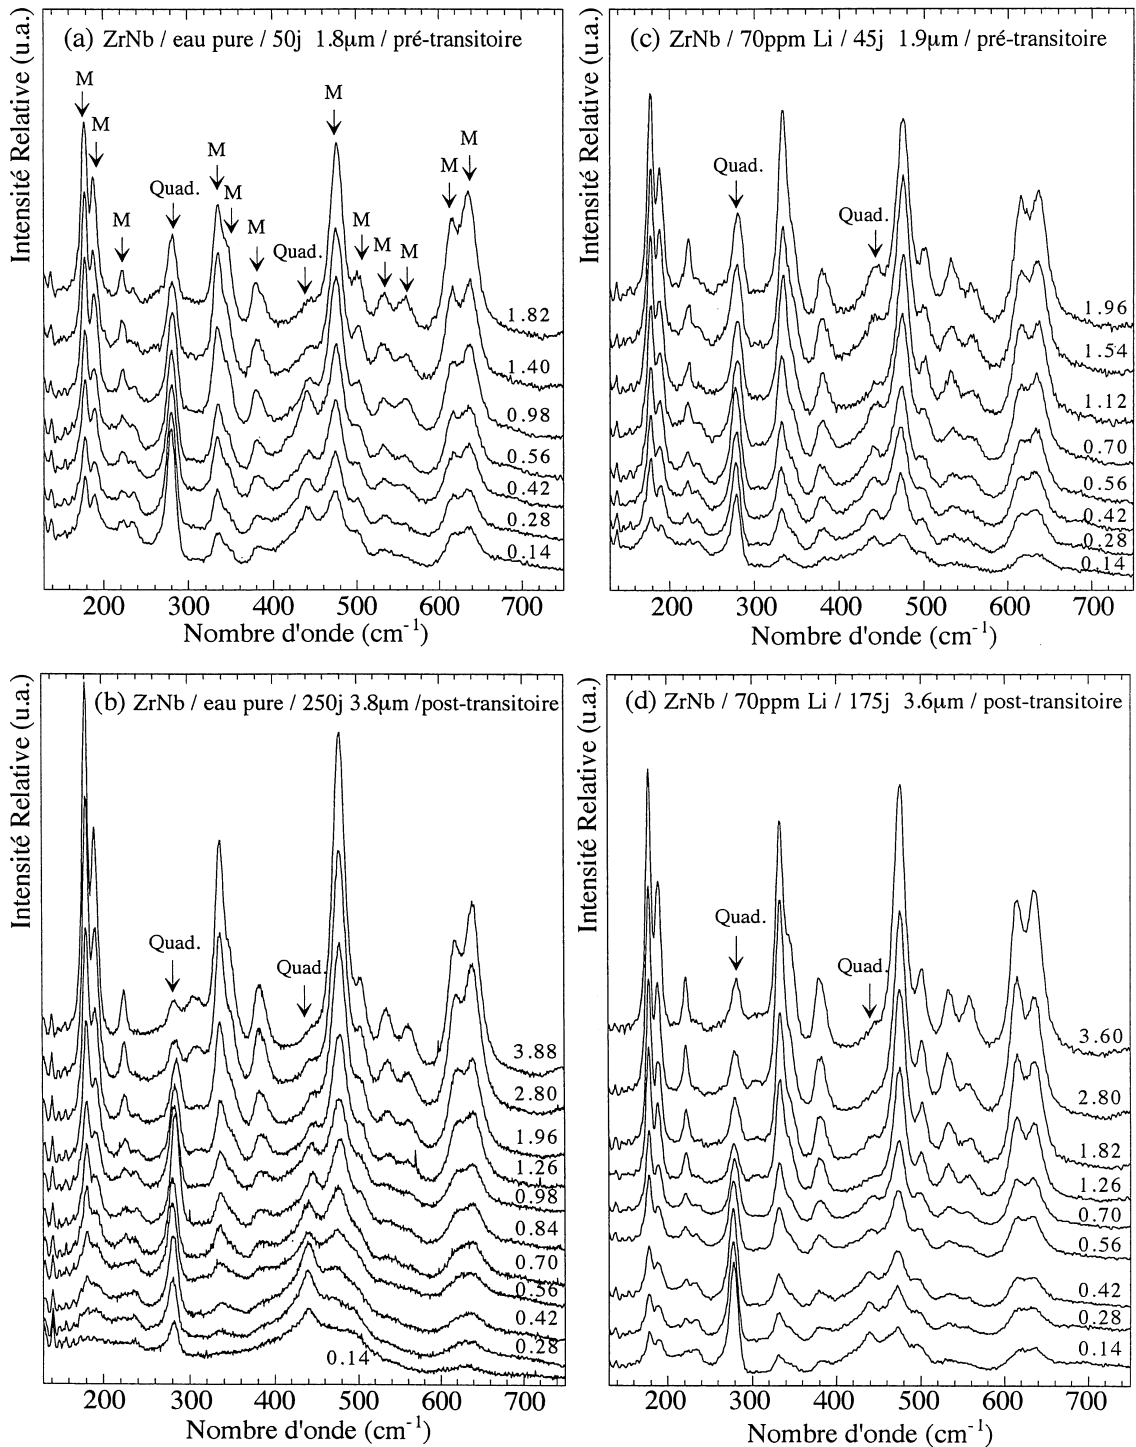 (a) ZrNb / eau pure / 50j 1.8μm / pré-transitoire
Intensité Relative (u.a.)
M
M
M
Quad.
M
M
M
Quad.
M
M
M
M
M
M
1.82
1.40
0.98
0.56
0.42
0.28
0.14
200 300 400 500 600 700
Nombre d'onde (cm-1)
(c) ZrNb / 70ppm Li / 45j 1.9μm / pré-transitoire
Intensité Relative (u.a.)
Quad.
Quad.
1.96
1.54
1.12
0.70
0.56
0.42
0.28
0.14
200 300 400 500 600 700
Nombre d'onde (cm-1)
(b) ZrNb / eau pure / 250j 3.8μm /post-transitoire
Intensité Relative (u.a.)
Quad.
Quad.
3.88
2.80
1.96
1.26
0.98
0.84
0.70
0.56
0.42
0.28
0.14
200 300 400 500 600 700
Nombre d'onde (cm-1)
(d) ZrNb / 70ppm Li / 175j 3.6μm / post-transitoire
Intensité Relative (u.a.)
Quad.
Quad.
3.60
2.80
1.82
1.26
0.70
0.56
0.42
0.28
0.14
200 300 400 500 600 700
Nombre d'onde (cm-1)